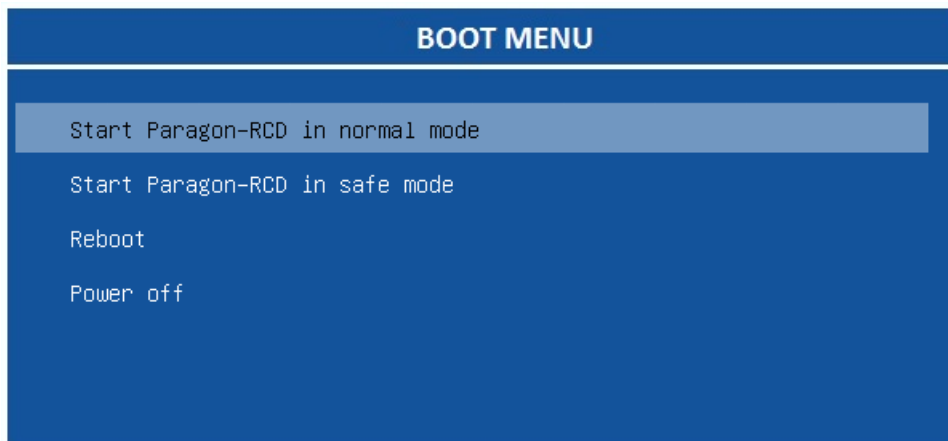 BOOT MENU
Start Paragon-RCD in normal mode
Start Paragon-RCD in safe mode
Reboot
Power off